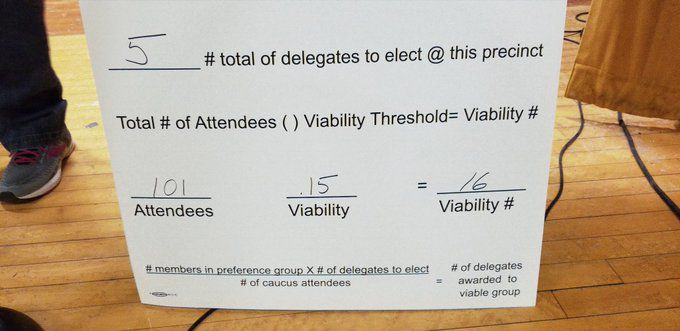 5 # total of delegates to elect @ this precinct
Total # of Attendees ( ) Viability Threshold= Viability #
101 .15 = 16
Attendees Viability Viability #
# members in preference group X # of delegates to elect
# of caucus attendees
= # of delegates
awarded to
viable group